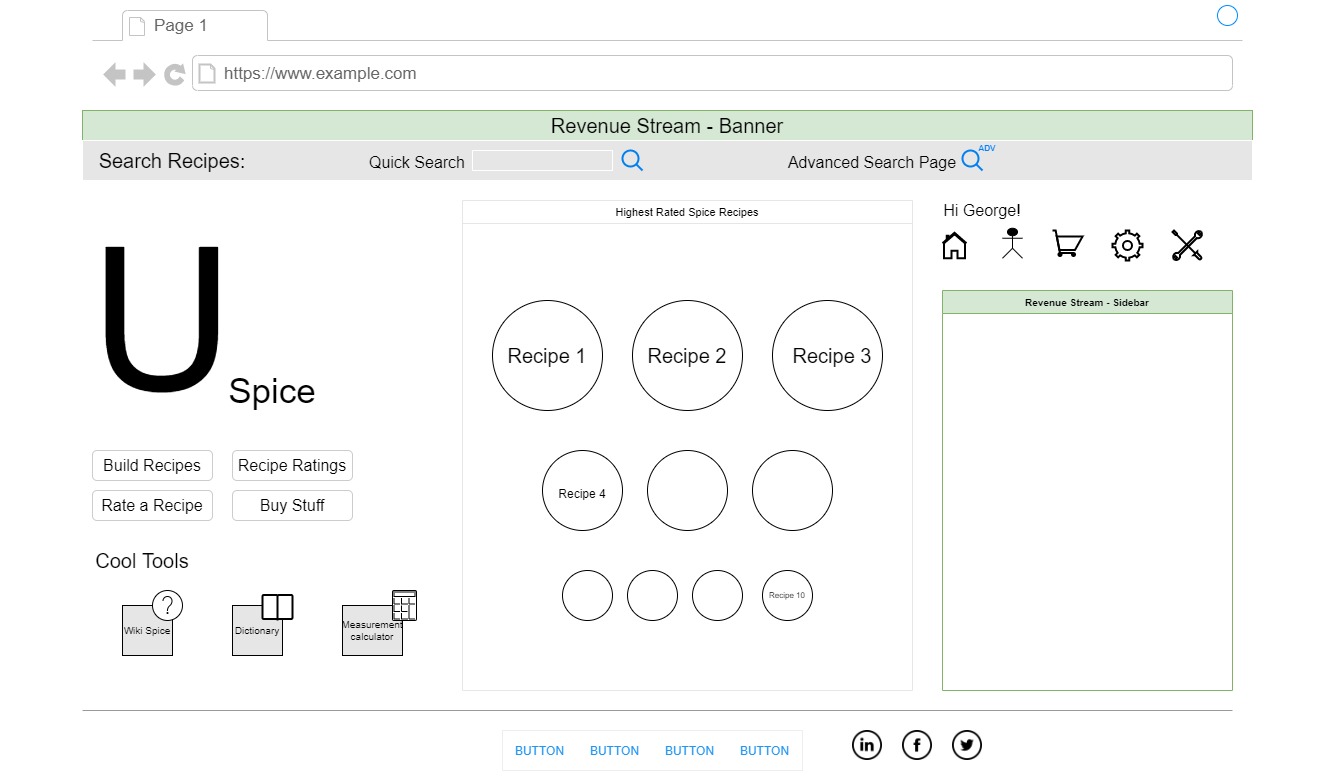 Page 1
https://www.example.com
Revenue Stream - Banner
Search Recipes:
Quick Search
Advanced Search Page
ADV
U
Spice
Build Recipes
Recipe Ratings
Rate a Recipe
Buy Stuff
Cool Tools
?
Wiki Spice
Dictionary
Measurement
calculator
Highest Rated Spice Recipes
Recipe 1
Recipe 2
Recipe 3
Recipe 4
Recipe 10
Hi George!
Revenue Stream - Sidebar
BUTTON
BUTTON
BUTTON
BUTTON
in
f